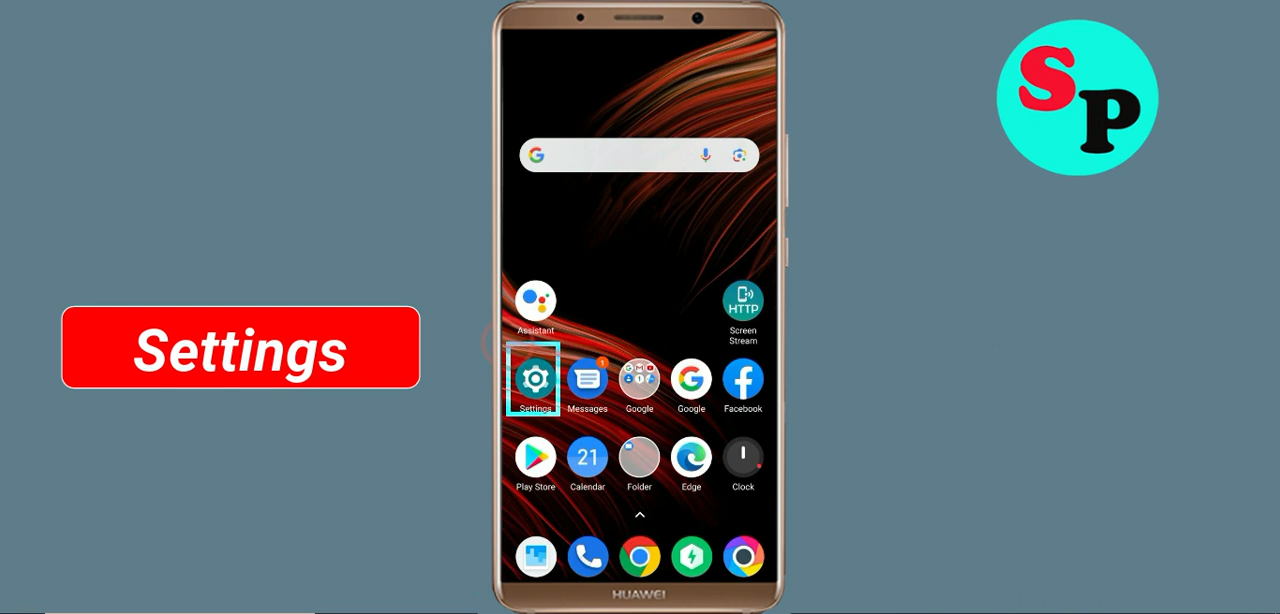 SP
HTTP
Assistant
Screen
Stream
Settings
1
Settings
Messages
Google
Google
Facebook
21
Play Store
Calendar
Folder
Edge
Clock
HUAWEI